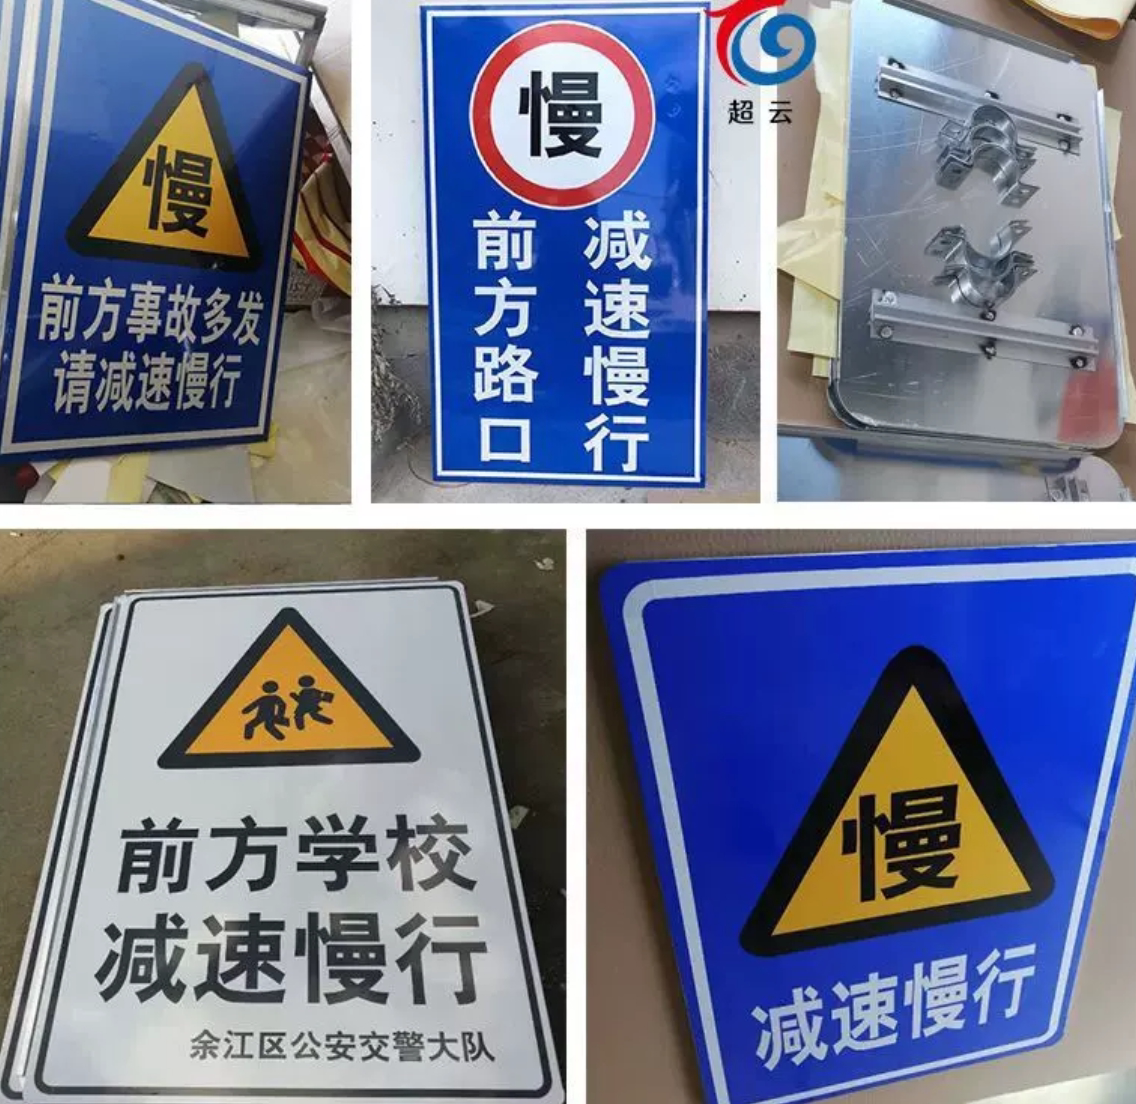 慢
前方事故多发
请减速慢行
慢
前方路口
减速慢行
超云
前方学校
减速慢行
余江区公安交警大队
慢
减速慢行